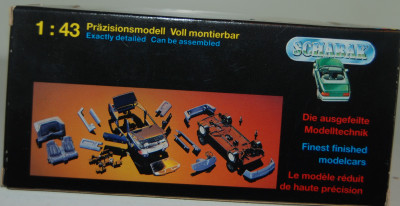 1:43 Präzisionsmodell Voll montierbar
Exactly detailed Can be assembled
SCHABAK
Die ausgefeilte
Modelltechnik
Finest finished
modelcars
Le modèle réduit
de haute précision